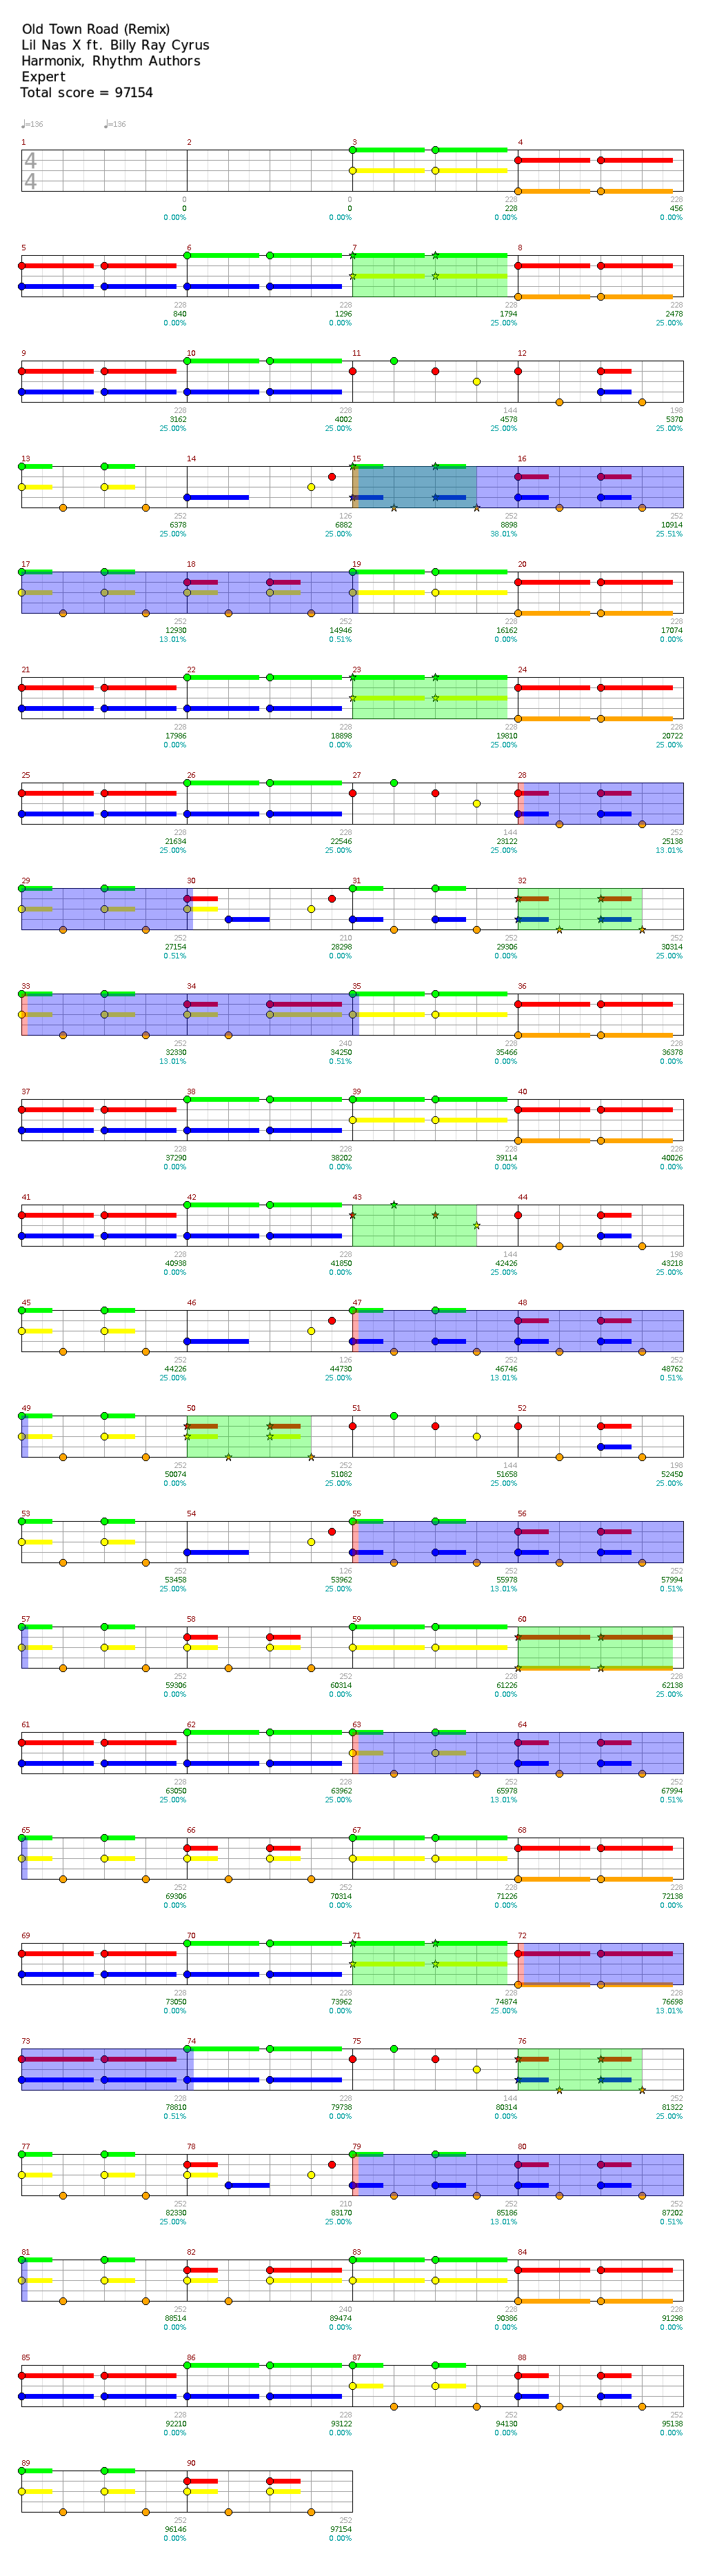 Old Town Road (Remix)
Lil Nas X ft. Billy Ray Cyrus
Harmonix, Rhythm Authors
Expert
Total score = 97154
♩=136 ♩=136
1 2 3 4
4
4
0 0 228 228
0 0 228 456
0.00% 0.00% 0.00% 0.00%
5 6 7 8
228 228 228 228
840 1296 1794 2478
0.00% 0.00% 25.00% 25.00%
9 10 11 12
228 228 144 198
3162 4002 4578 5370
25.00% 25.00% 25.00% 25.00%
13 14 15 16
252 126 252 252
6378 6882 8898 10914
25.00% 25.00% 38.01% 25.51%
17 18 19 20
252 252 228 228
12930 14946 16162 17074
13.01% 0.51% 0.00% 0.00%
21 22 23 24
228 228 228 228
17986 18898 19810 20722
0.00% 0.00% 25.00% 25.00%
25 26 27 28
228 228 144 252
21634 22546 23122 25138
25.00% 25.00% 25.00% 13.01%
29 30 31 32
252 210 252 252
27154 28298 29306 30314
0.51% 0.00% 0.00% 25.00%
33 34 35 36
252 240 228 228
32330 34250 35466 36378
13.01% 0.51% 0.00% 0.00%
37 38 39 40
228 228 228 228
37290 38202 39114 40026
0.00% 0.00% 0.00% 0.00%
41 42 43 44
228 228 144 198
40938 41850 42426 43218
0.00% 0.00% 25.00% 25.00%
45 46 47 48
252 126 252 252
44226 44730 46746 48762
25.00% 25.00% 13.01% 0.51%
49 50 51 52
252 252 144 198
50074 51082 51658 52450
0.00% 25.00% 25.00% 25.00%
53 54 55 56
252 126 252 252
53458 53962 55978 57994
25.00% 25.00% 13.01% 0.51%
57 58 59 60
252 252 228 228
59306 60314 61226 62138
0.00% 0.00% 0.00% 25.00%
61 62 63 64
228 228 252 252
63050 63962 65978 67994
25.00% 25.00% 13.01% 0.51%
65 66 67 68
252 252 228 228
69306 70314 71226 72138
0.00% 0.00% 0.00% 0.00%
69 70 71 72
228 228 228 228
73050 73962 74874 76698
0.00% 0.00% 25.00% 13.01%
73 74 75 76
228 228 144 252
78810 79738 80314 81322
0.51% 0.00% 0.00% 25.00%
77 78 79 80
252 210 252 252
82330 83170 85186 87202
25.00% 25.00% 13.01% 0.51%
81 82 83 84
252 240 228 228
88514 89474 90386 91298
0.00% 0.00% 0.00% 0.00%
85 86 87 88
228 228 252 252
92210 93122 94130 95138
0.00% 0.00% 0.00% 0.00%
89 90
252 252
96146 97154
0.00% 0.00%